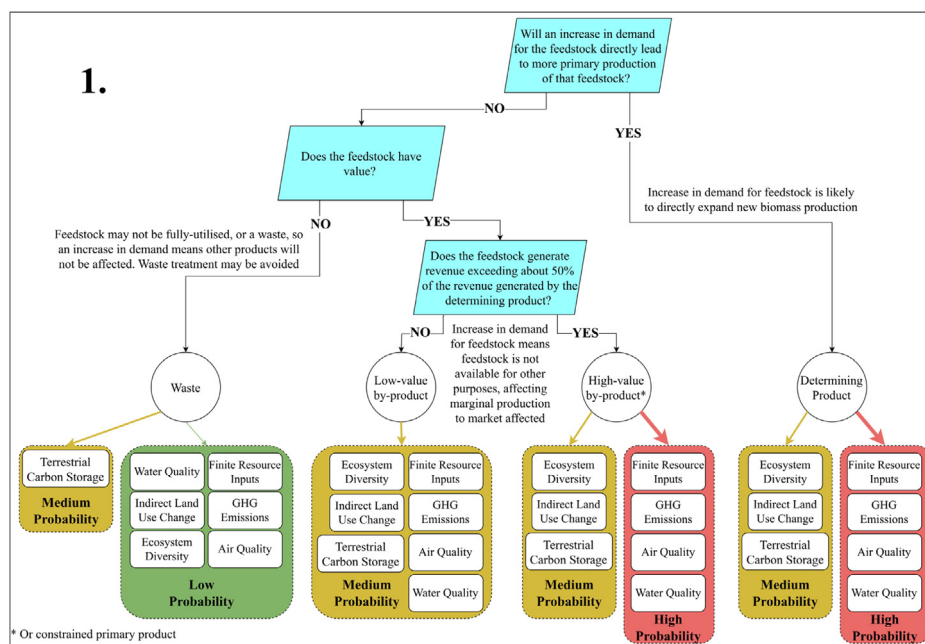 1.
Will an increase in demand
for the feedstock directly lead
to more primary production
of that feedstock?
NO
YES
Does the feedstock have
value?
Increase in demand for feedstock is likely
to directly expand new biomass production
NO
YES
Feedstock may not be fully-utilised, or a waste, so
an increase in demand means other products will
not be affected. Waste treatment may be avoided
Does the feedstock generate
revenue exceeding about 50%
of the revenue generated by the
determining product?
NO
YES
Increase in demand
for feedstock means
feedstock is not
available for other
purposes, affecting
marginal production
to market affected
Waste
Low-value
by-product
High-value
by-product*
Determining
Product
Terrestrial
Carbon Storage
Medium
Probability
Water Quality
Finite Resource
Inputs
Indirect Land
Use Change
GHG
Emissions
Ecosystem
Diversity
Air Quality
Low
Probability
Ecosystem
Diversity
Finite Resource
Inputs
Indirect Land
Use Change
GHG
Emissions
Terrestrial
Carbon Storage
Air Quality
Water Quality
Medium
Probability
Ecosystem
Diversity
Indirect Land
Use Change
Terrestrial
Carbon Storage
Medium
Probability
Finite Resource
Inputs
GHG
Emissions
Air Quality
Water Quality
High
Probability
Ecosystem
Diversity
Indirect Land
Use Change
Terrestrial
Carbon Storage
Medium
Probability
Finite Resource
Inputs
GHG
Emissions
Air Quality
Water Quality
High
Probability
* Or constrained primary product